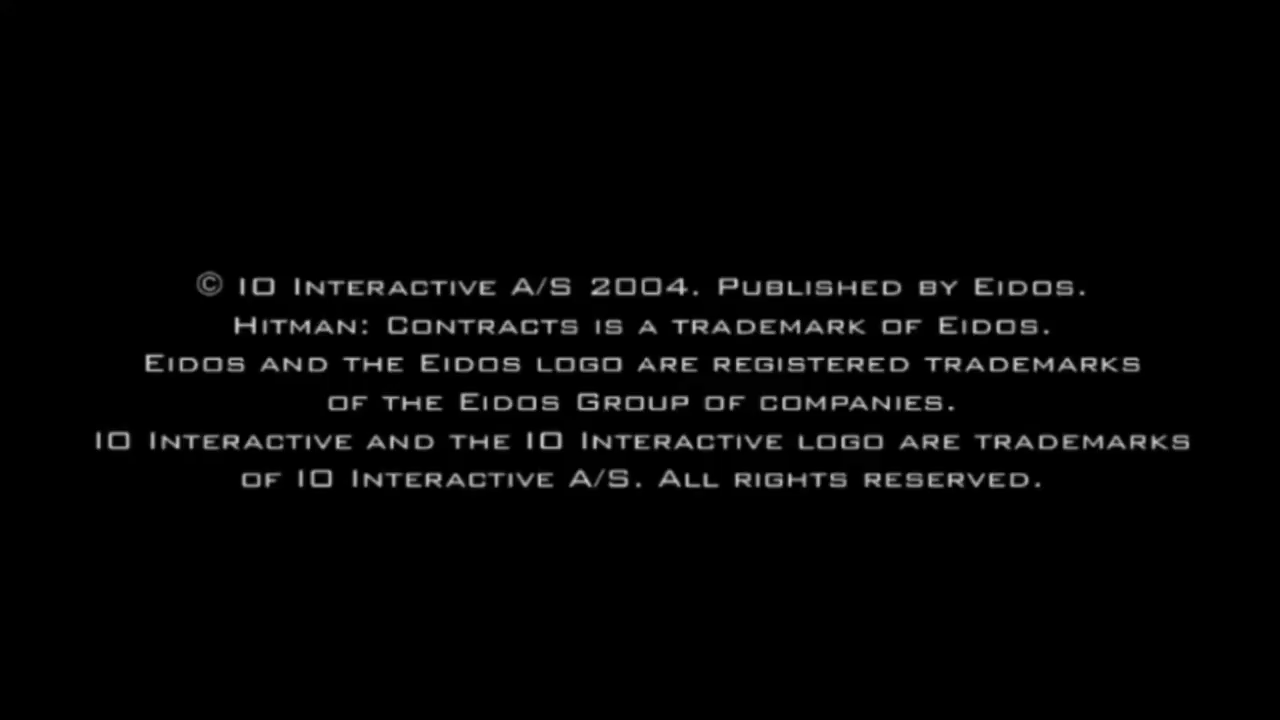 © IO Interactive A/S 2004. Published by Eidos.
Hitman: Contracts is a trademark of Eidos.
Eidos and the Eidos logo are registered trademarks
of the Eidos Group of companies.
IO Interactive and the IO Interactive logo are trademarks
of IO Interactive A/S. All rights reserved.